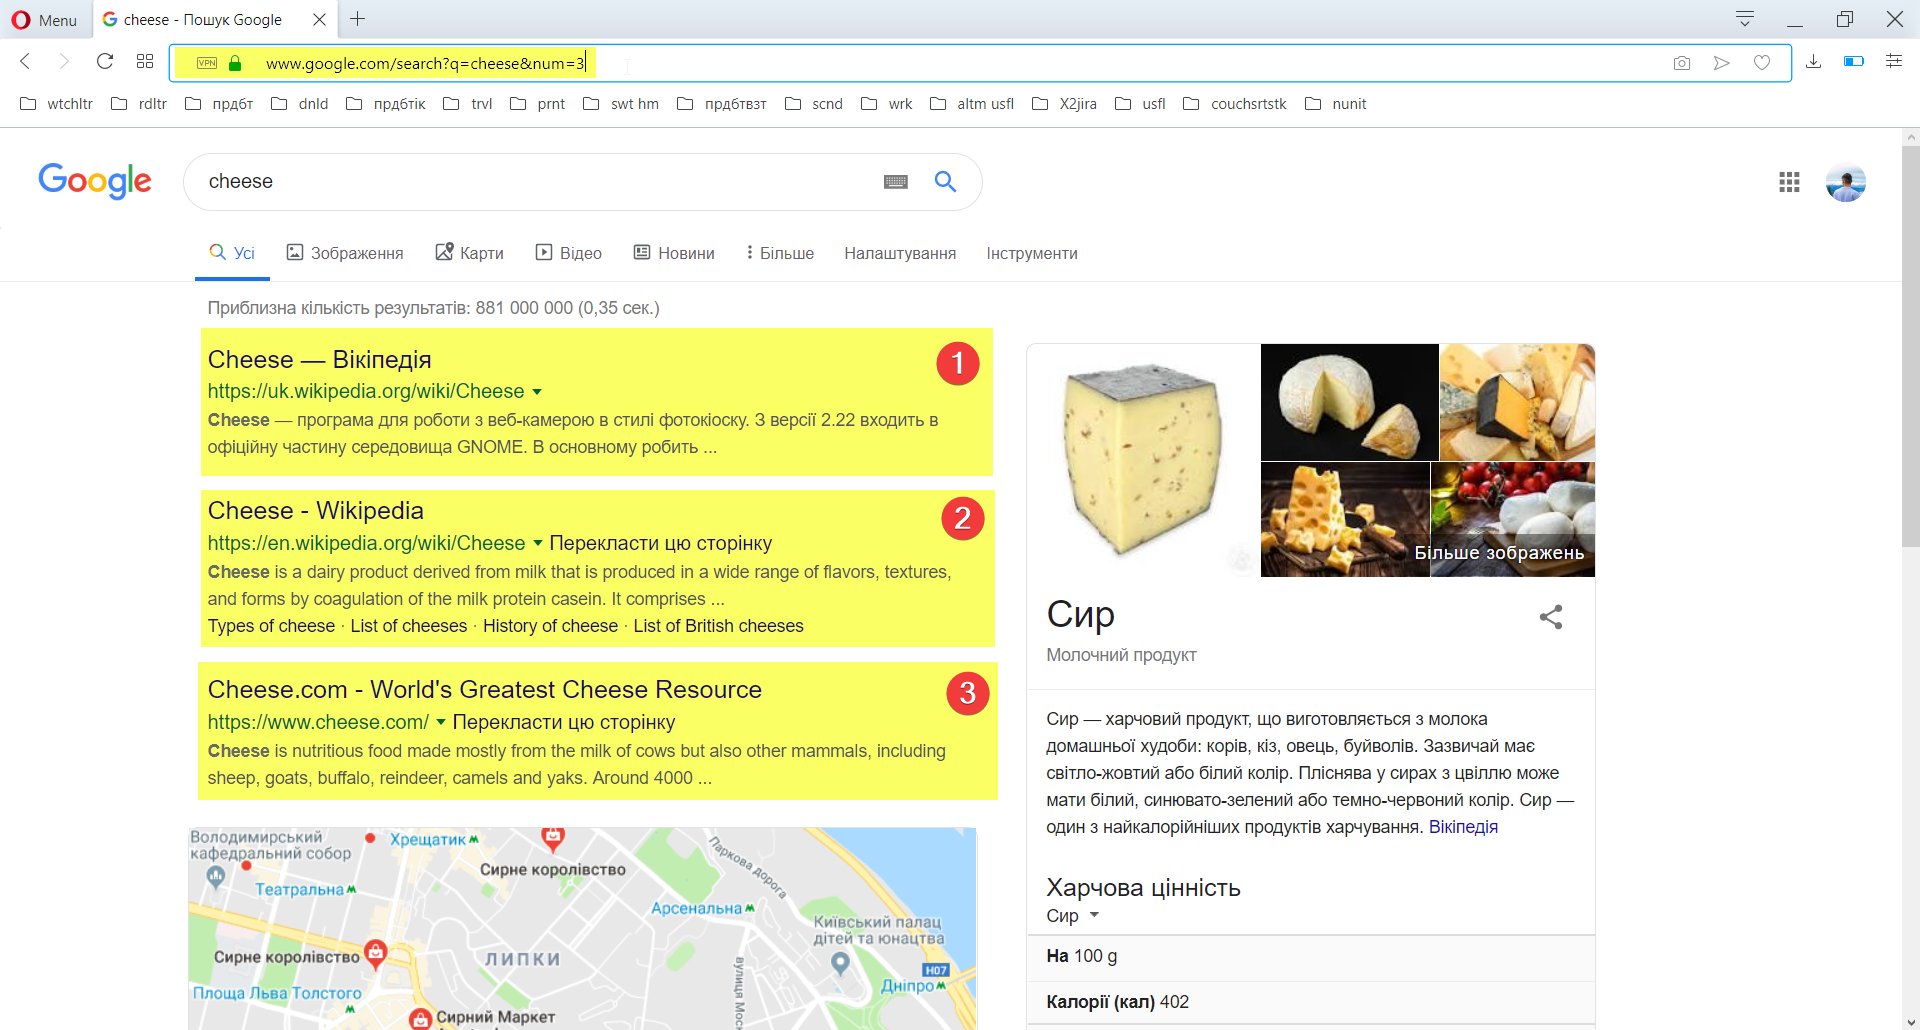 Menu
cheese - Пошук Google
VPN
www.google.com/search?q=cheese&num=3
wtchltr rdltr прдбт dnld прдбтік trvl prnt swt hm прдбтвзт scnd wrk altm usfl X2jira usfl couchsrtstk nunit
Google
cheese
Усі Зображення Карти Відео Новини Більше Налаштування Інструменти
Приблизна кількість результатів: 881 000 000 (0,35 сек.)
Cheese — Вікіпедія
1
https://uk.wikipedia.org/wiki/Cheese
Cheese — програма для роботи з веб-камерою в стилі фотокіоску. З версії 2.22 входить в
офіційну частину середовища GNOME. В основному робить ...
Cheese - Wikipedia
2
https://en.wikipedia.org/wiki/Cheese Перекласти цю сторінку
Cheese is a dairy product derived from milk that is produced in a wide range of flavors, textures,
and forms by coagulation of the milk protein casein. It comprises ...
Types of cheese · List of cheeses · History of cheese · List of British cheeses
Cheese.com - World's Greatest Cheese Resource
3
https://www.cheese.com/ Перекласти цю сторінку
Cheese is nutritious food made mostly from the milk of cows but also other mammals, including
sheep, goats, buffalo, reindeer, camels and yaks. Around 4000 ...
Володимирський
кафедральний собор
Хрещатик
Сирне королівство
Паркова дорога
Театральна
Арсенальна
Київський палац
дітей та юнацтва
Сирне королівство
ЛИПКИ
вулиця Моск
Н07
Дніпро
Площа Льва Толстого
Сирний Маркет
Більше зображень
Сир
Молочний продукт
Сир — харчовий продукт, що виготовляється з молока
домашньої худоби: корів, кіз, овець, буйволів. Зазвичай має
світло-жовтий або білий колір. Пліснява у сирах з цвіллю може
мати білий, синювато-зелений або темно-червоний колір. Сир —
один з найкалорійніших продуктів харчування. Вікіпедія
Харчова цінність
Сир
На 100 g
Калорії (кал) 402